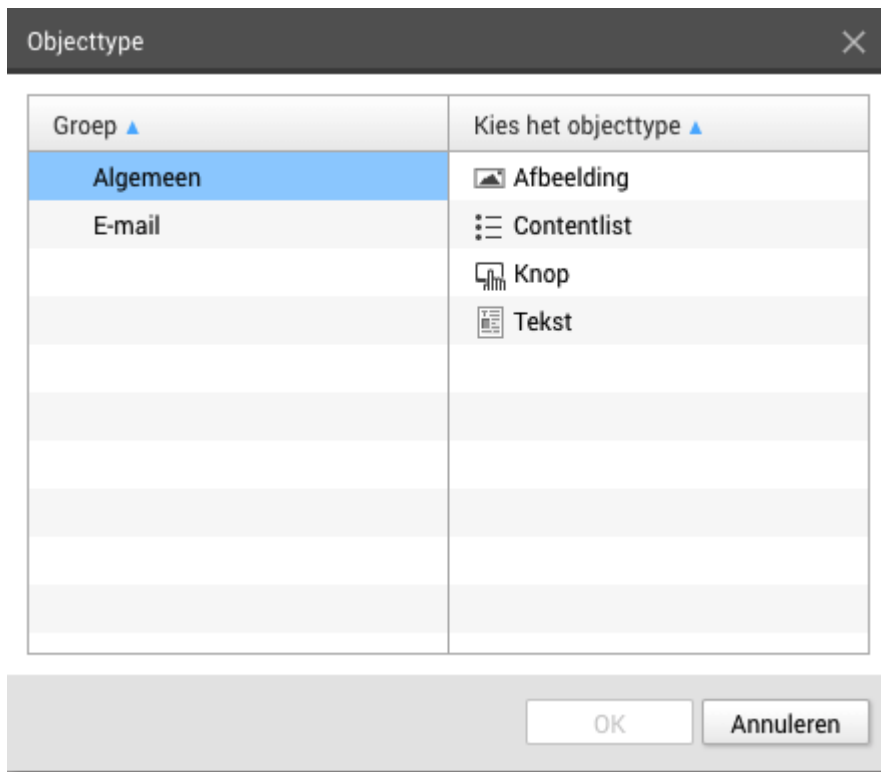 Objecttype
Groep
Kies het objecttype
Algemeen
Afbeelding
E-mail
Contentlist
Knop
Tekst
OK
Annuleren